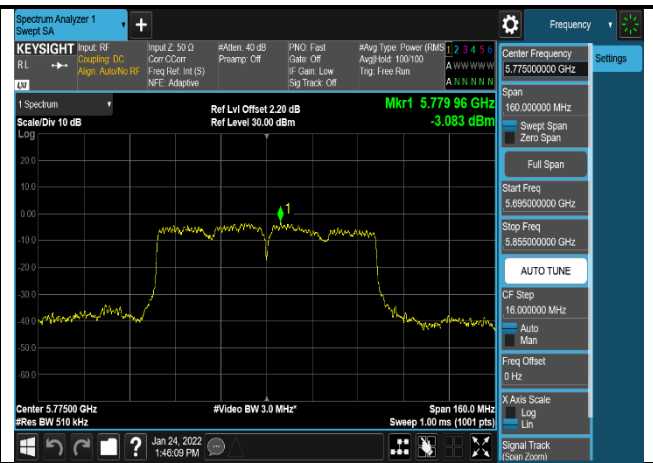 Spectrum Analyzer 1
Swept SA
+
Frequency
KEYSIGHT
RL
LXI
Input: RF
Coupling: DC
Align: Auto/No RF
Input Z: 50 Ω
Corr CCorr
Freq Ref: Int (S)
NFE: Adaptive
#Atten: 40 dB
Preamp: Off
PNO: Fast
Gate: Off
IF Gain: Low
Sig Track: Off
#Avg Type: Power (RMS
Avg|Hold: 100/100
Trig: Free Run
1 2 3 4 5 6
A W W W W W
A N N N N N
Center Frequency
5.775000000 GHz
Settings
Span
160.000000 MHz
Swept Span
Zero Span
Full Span
Start Freq
5.695000000 GHz
Stop Freq
5.855000000 GHz
AUTO TUNE
CF Step
16.000000 MHz
Auto
Man
Freq Offset
0 Hz
X Axis Scale
Log
Lin
Signal Track
(Span Zoom)
1 Spectrum
Scale/Div 10 dB
Log
Ref Lvl Offset 2.20 dB
Ref Level 30.00 dBm
Mkr1 5.779 96 GHz
-3.083 dBm
20.0
10.0
0.00
-10.0
-20.0
-30.0
-40.0
-50.0
-60.0
1
Center 5.77500 GHz
#Res BW 510 kHz
#Video BW 3.0 MHz*
Span 160.0 MHz
Sweep 1.00 ms (1001 pts)
?
Jan 24, 2022
1:46:09 PM